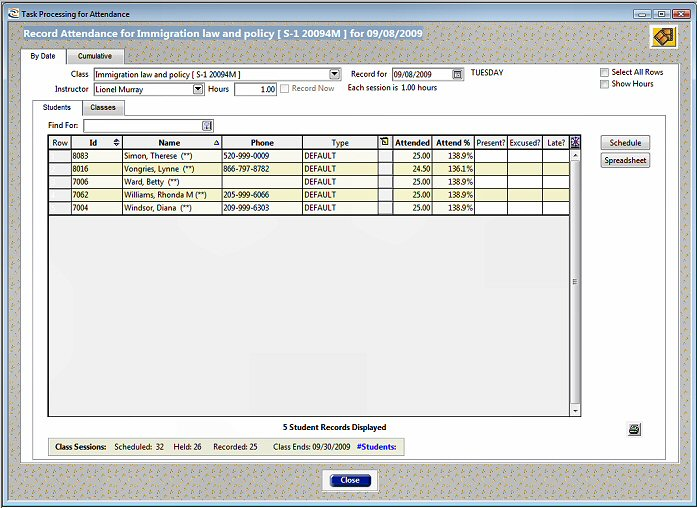 Task Processing for Attendance
Record Attendance for Immigration law and policy [ S-1 20094M ] for 09/08/2009
By Date Cumulative
Class Immigration law and policy [ S-1 20094M ] Record for 09/08/2009 TUESDAY Select All Rows
Instructor Lionel Murray Hours 1.00 Record Now Each session is 1.00 hours Show Hours
Students Classes
Find For:
Row Id Name Phone Type Attended Attend % Present? Excused? Late? Schedule
8083 Simon, Therese (**) 520-999-0009 DEFAULT 25.00 138.9%
Spreadsheet
8016 Vongries, Lynne (**) 866-797-8782 DEFAULT 24.50 136.1%
7006 Ward, Betty (**) DEFAULT 25.00 138.9%
7062 Williams, Rhonda M (**) 205-999-6066 DEFAULT 25.00 138.9%
7004 Windsor, Diana (**) 209-999-6303 DEFAULT 25.00 138.9%
5 Student Records Displayed
Class Sessions: Scheduled: 32 Held: 26 Recorded: 25 Class Ends: 09/30/2009 #Students:
Close